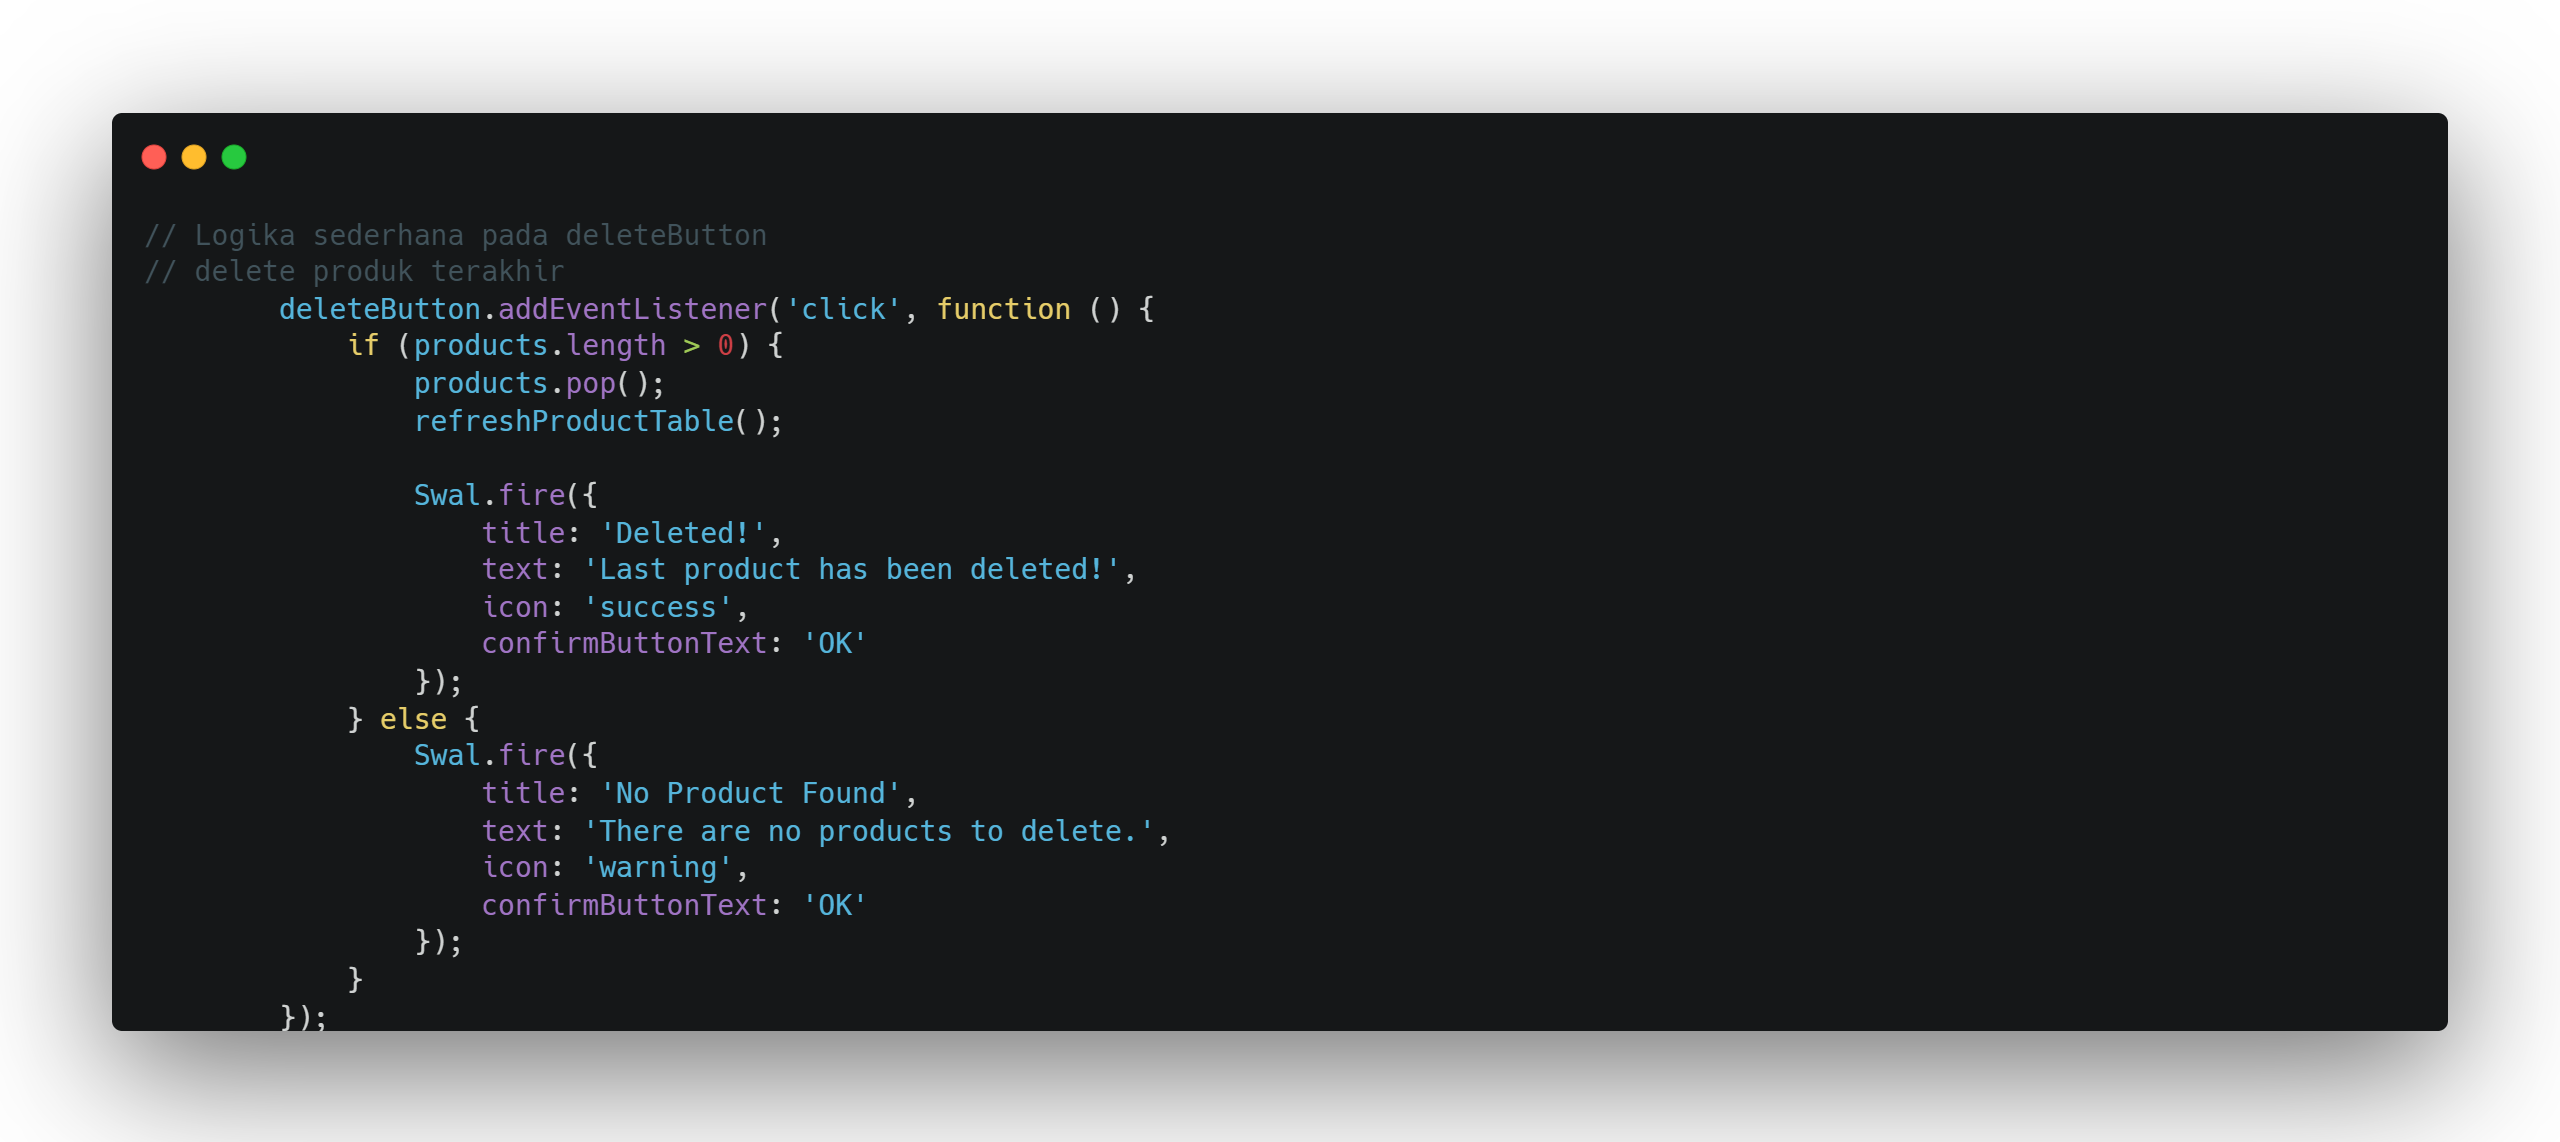 // Logika sederhana pada deleteButton
// delete produk terakhir
        deleteButton.addEventListener('click', function () {
            if (products.length > 0) {
                products.pop();
                refreshProductTable();

                Swal.fire({
                    title: 'Deleted!',
                    text: 'Last product has been deleted!',
                    icon: 'success',
                    confirmButtonText: 'OK'
                });
            } else {
                Swal.fire({
                    title: 'No Product Found',
                    text: 'There are no products to delete.',
                    icon: 'warning',
                    confirmButtonText: 'OK'
                });
            }
        });